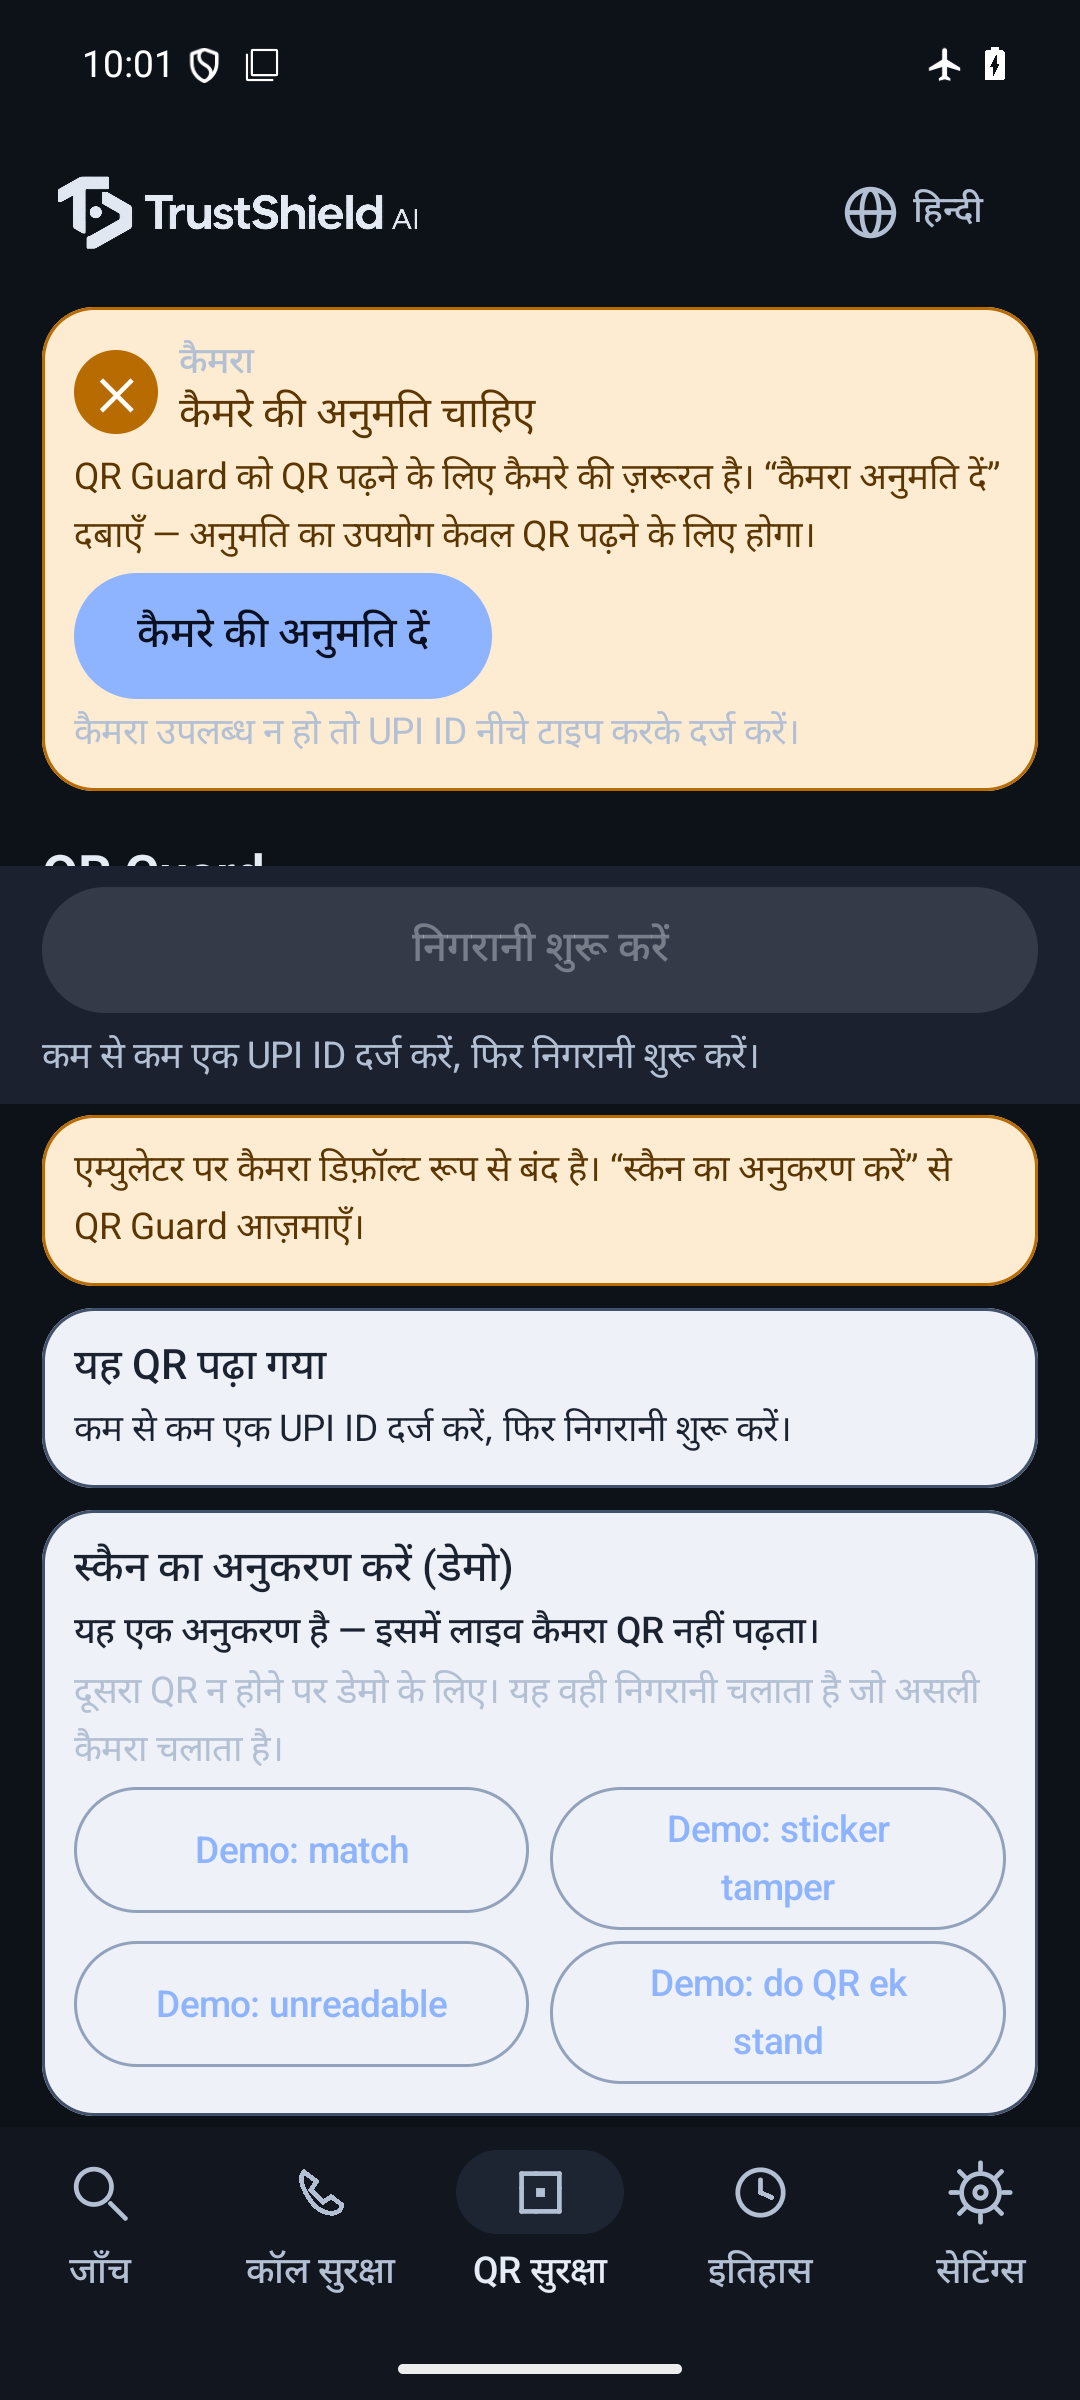 10:01
TrustShield AI
हिन्दी
कैमरा
कैमरे की अनुमति चाहिए
QR Guard को QR पढ़ने के लिए कैमरे की ज़रूरत है। “कैमरा अनुमति दें”
दबाएँ — अनुमति का उपयोग केवल QR पढ़ने के लिए होगा।
कैमरे की अनुमति दें
कैमरा उपलब्ध न हो तो UPI ID नीचे टाइप करके दर्ज करें।
QR Guard
निगरानी शुरू करें
कम से कम एक UPI ID दर्ज करें, फिर निगरानी शुरू करें।
एम्युलेटर पर कैमरा डिफ़ॉल्ट रूप से बंद है। “स्कैन का अनुकरण करें” से
QR Guard आज़माएँ।
यह QR पढ़ा गया
कम से कम एक UPI ID दर्ज करें, फिर निगरानी शुरू करें।
स्कैन का अनुकरण करें (डेमो)
यह एक अनुकरण है — इसमें लाइव कैमरा QR नहीं पढ़ता।
दूसरा QR न होने पर डेमो के लिए। यह वही निगरानी चलाता है जो असली
कैमरा चलाता है।
Demo: match
Demo: sticker
tamper
Demo: unreadable
Demo: do QR ek
stand
जाँच
कॉल सुरक्षा
QR सुरक्षा
इतिहास
सेटिंग्स